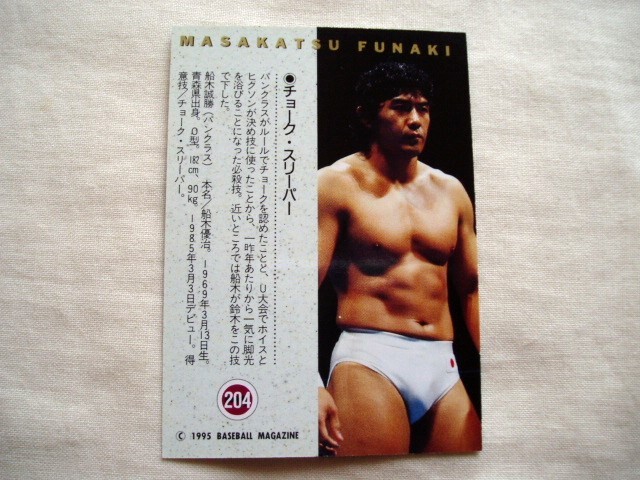 MASAKATSU FUNAKI
●チョーク・スリーパー
パンクラスがルールでチョークを認めたことと、U大会でホイスと
ヒクソンが決め技に使ったことから、一昨年あたりから一気に脚光
を浴びることになった必殺技。近いところでは船木が鈴木をこの技
で下した。
船木誠勝(パンクラス) 本名/船木優治。1969年3月13日生。
青森県出身。O型。182cm、90kg。1985年3月3日デビュー。得
意技/チョーク・スリーパー。
204
© 1995 BASEBALL MAGAZINE